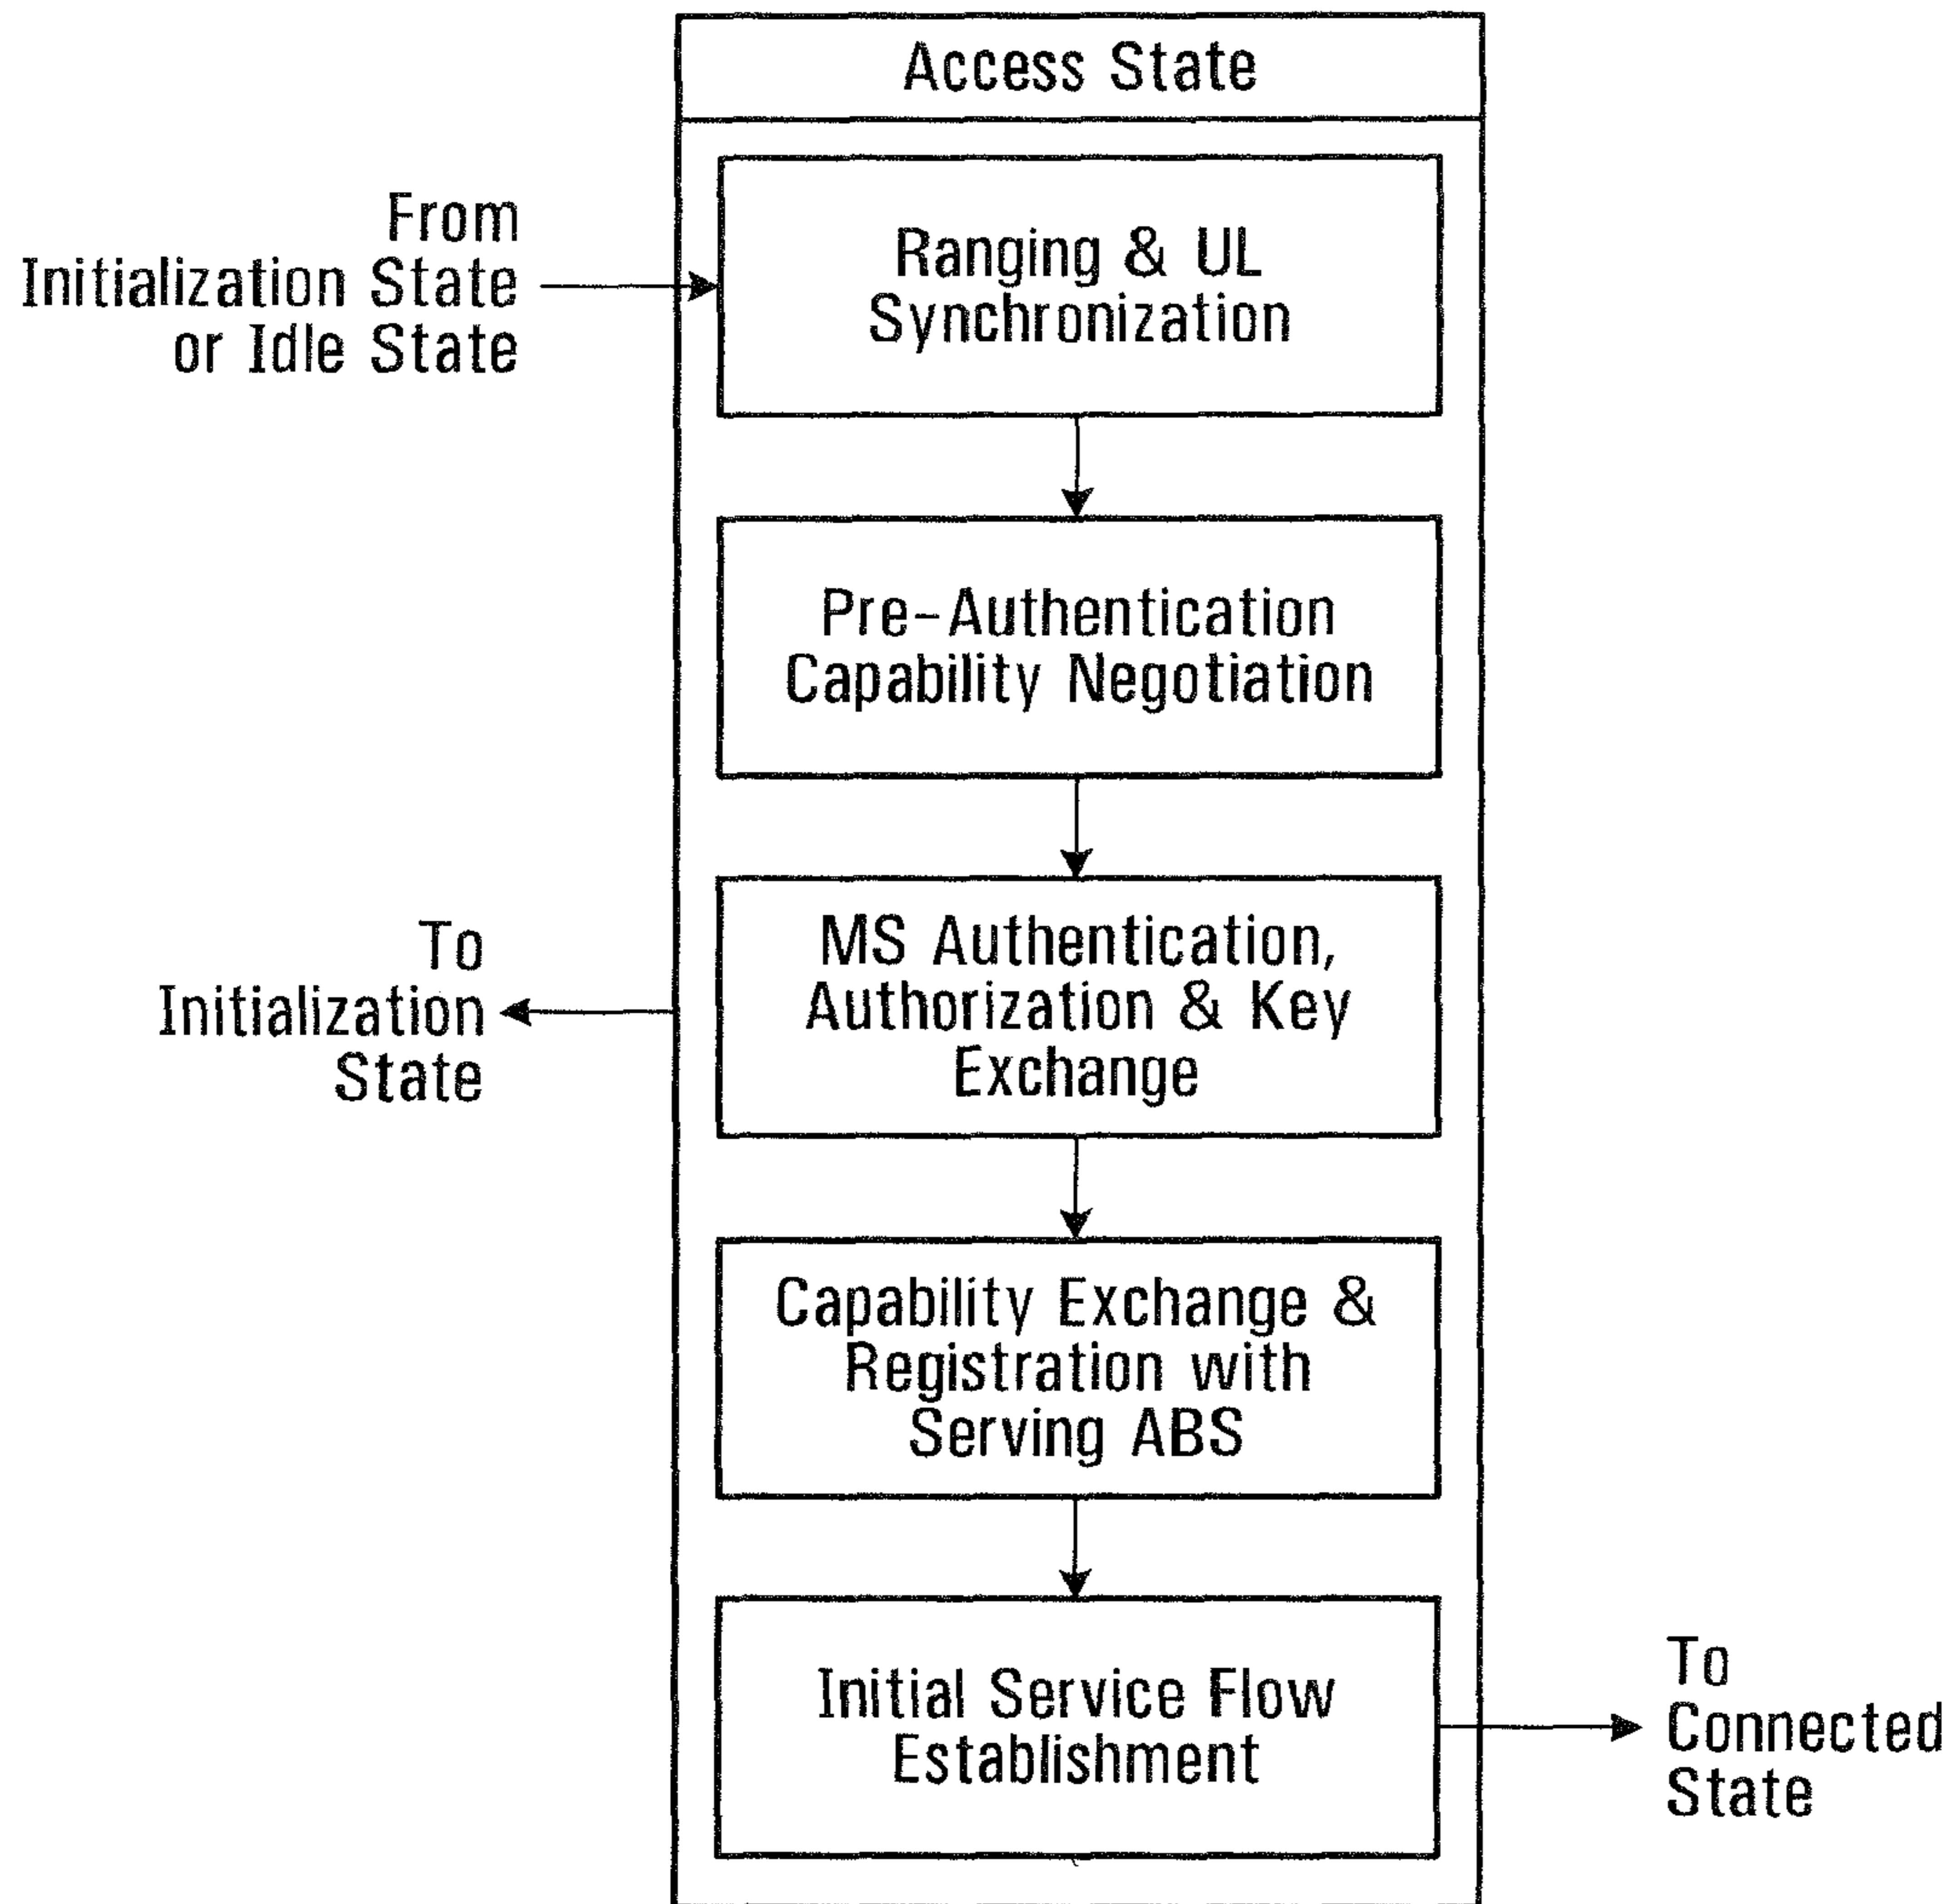 Access State
From
Initialization State
or Idle State
Ranging & UL
Synchronization
Pre-Authentication
Capability Negotiation
To
Initialization
State
MS Authentication,
Authorization & Key
Exchange
Capability Exchange &
Registration with
Serving ABS
Initial Service Flow
Establishment
To
Connected
State